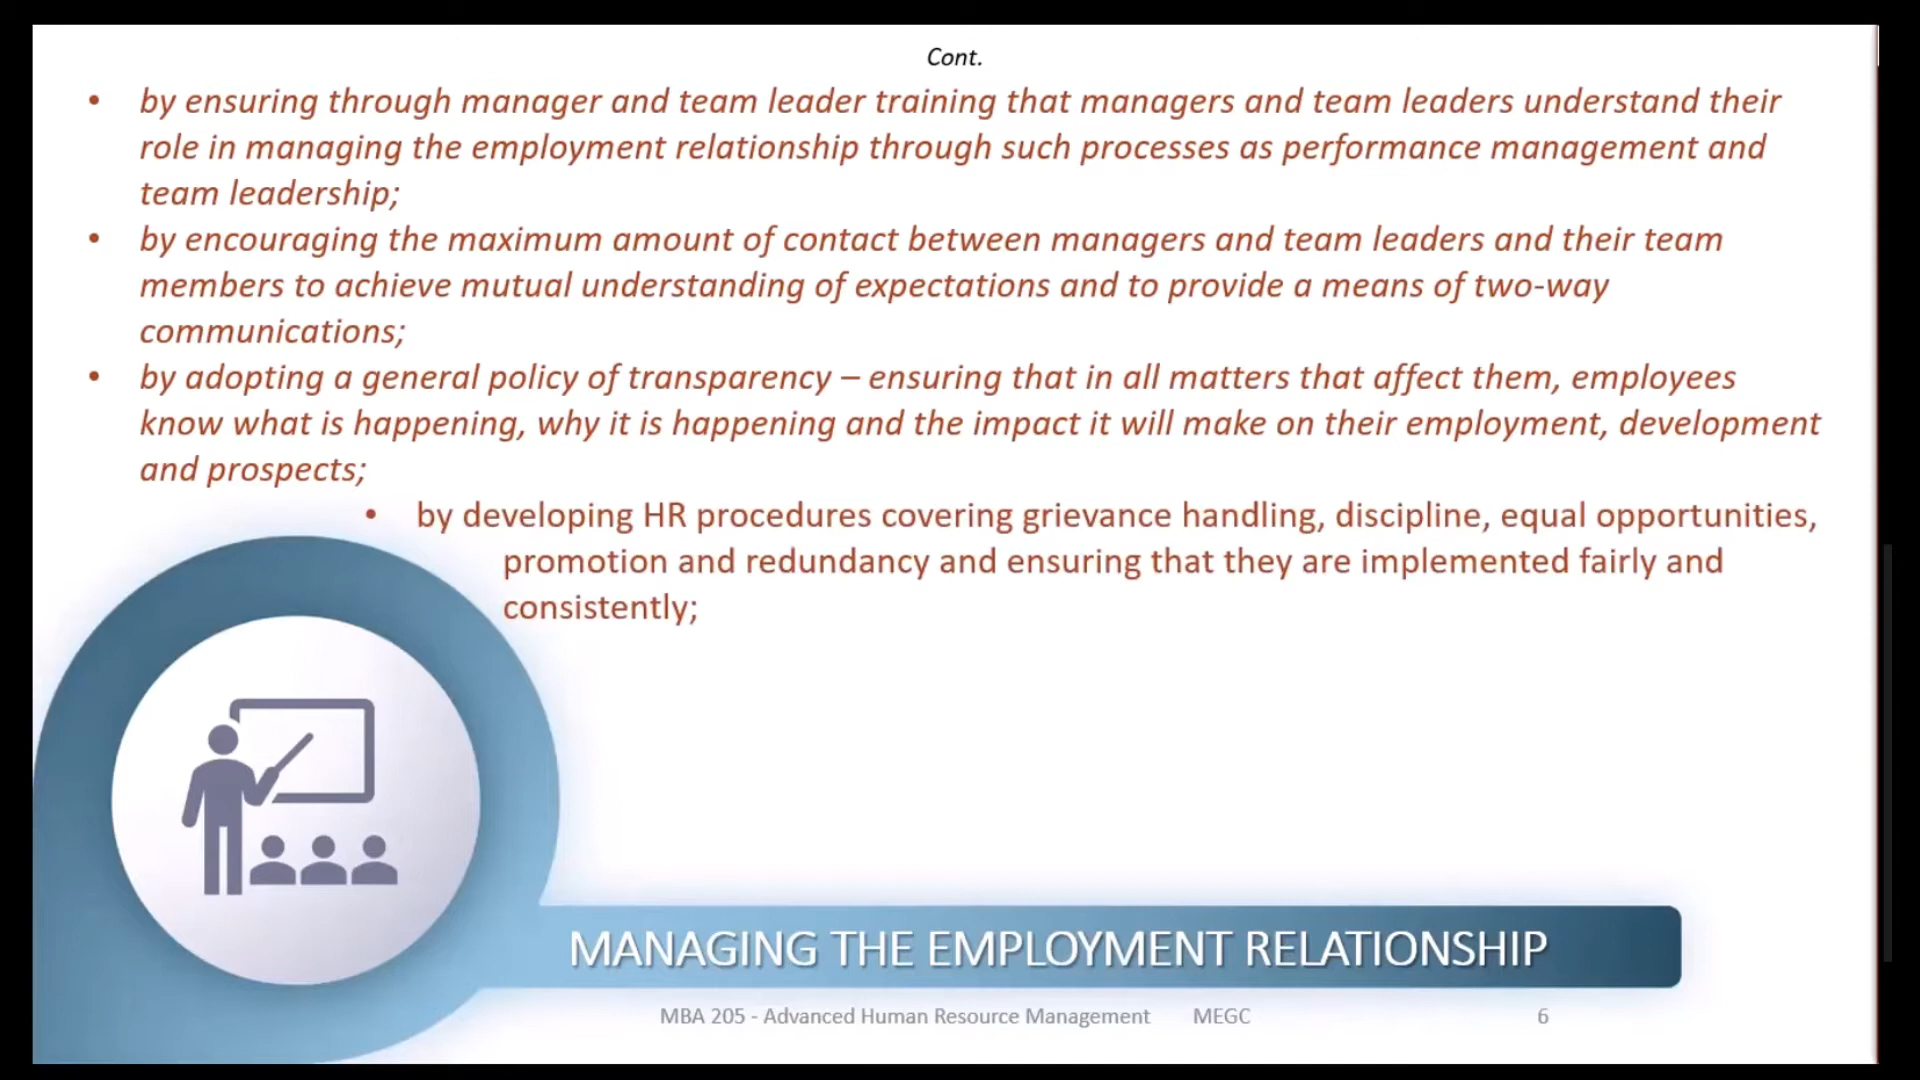 Cont.
• by ensuring through manager and team leader training that managers and team leaders understand their
role in managing the employment relationship through such processes as performance management and
team leadership;
• by encouraging the maximum amount of contact between managers and team leaders and their team
members to achieve mutual understanding of expectations and to provide a means of two-way
communications;
• by adopting a general policy of transparency – ensuring that in all matters that affect them, employees
know what is happening, why it is happening and the impact it will make on their employment, development
and prospects;
• by developing HR procedures covering grievance handling, discipline, equal opportunities,
promotion and redundancy and ensuring that they are implemented fairly and
consistently;
MANAGING THE EMPLOYMENT RELATIONSHIP
MBA 205 - Advanced Human Resource Management MEGC 6